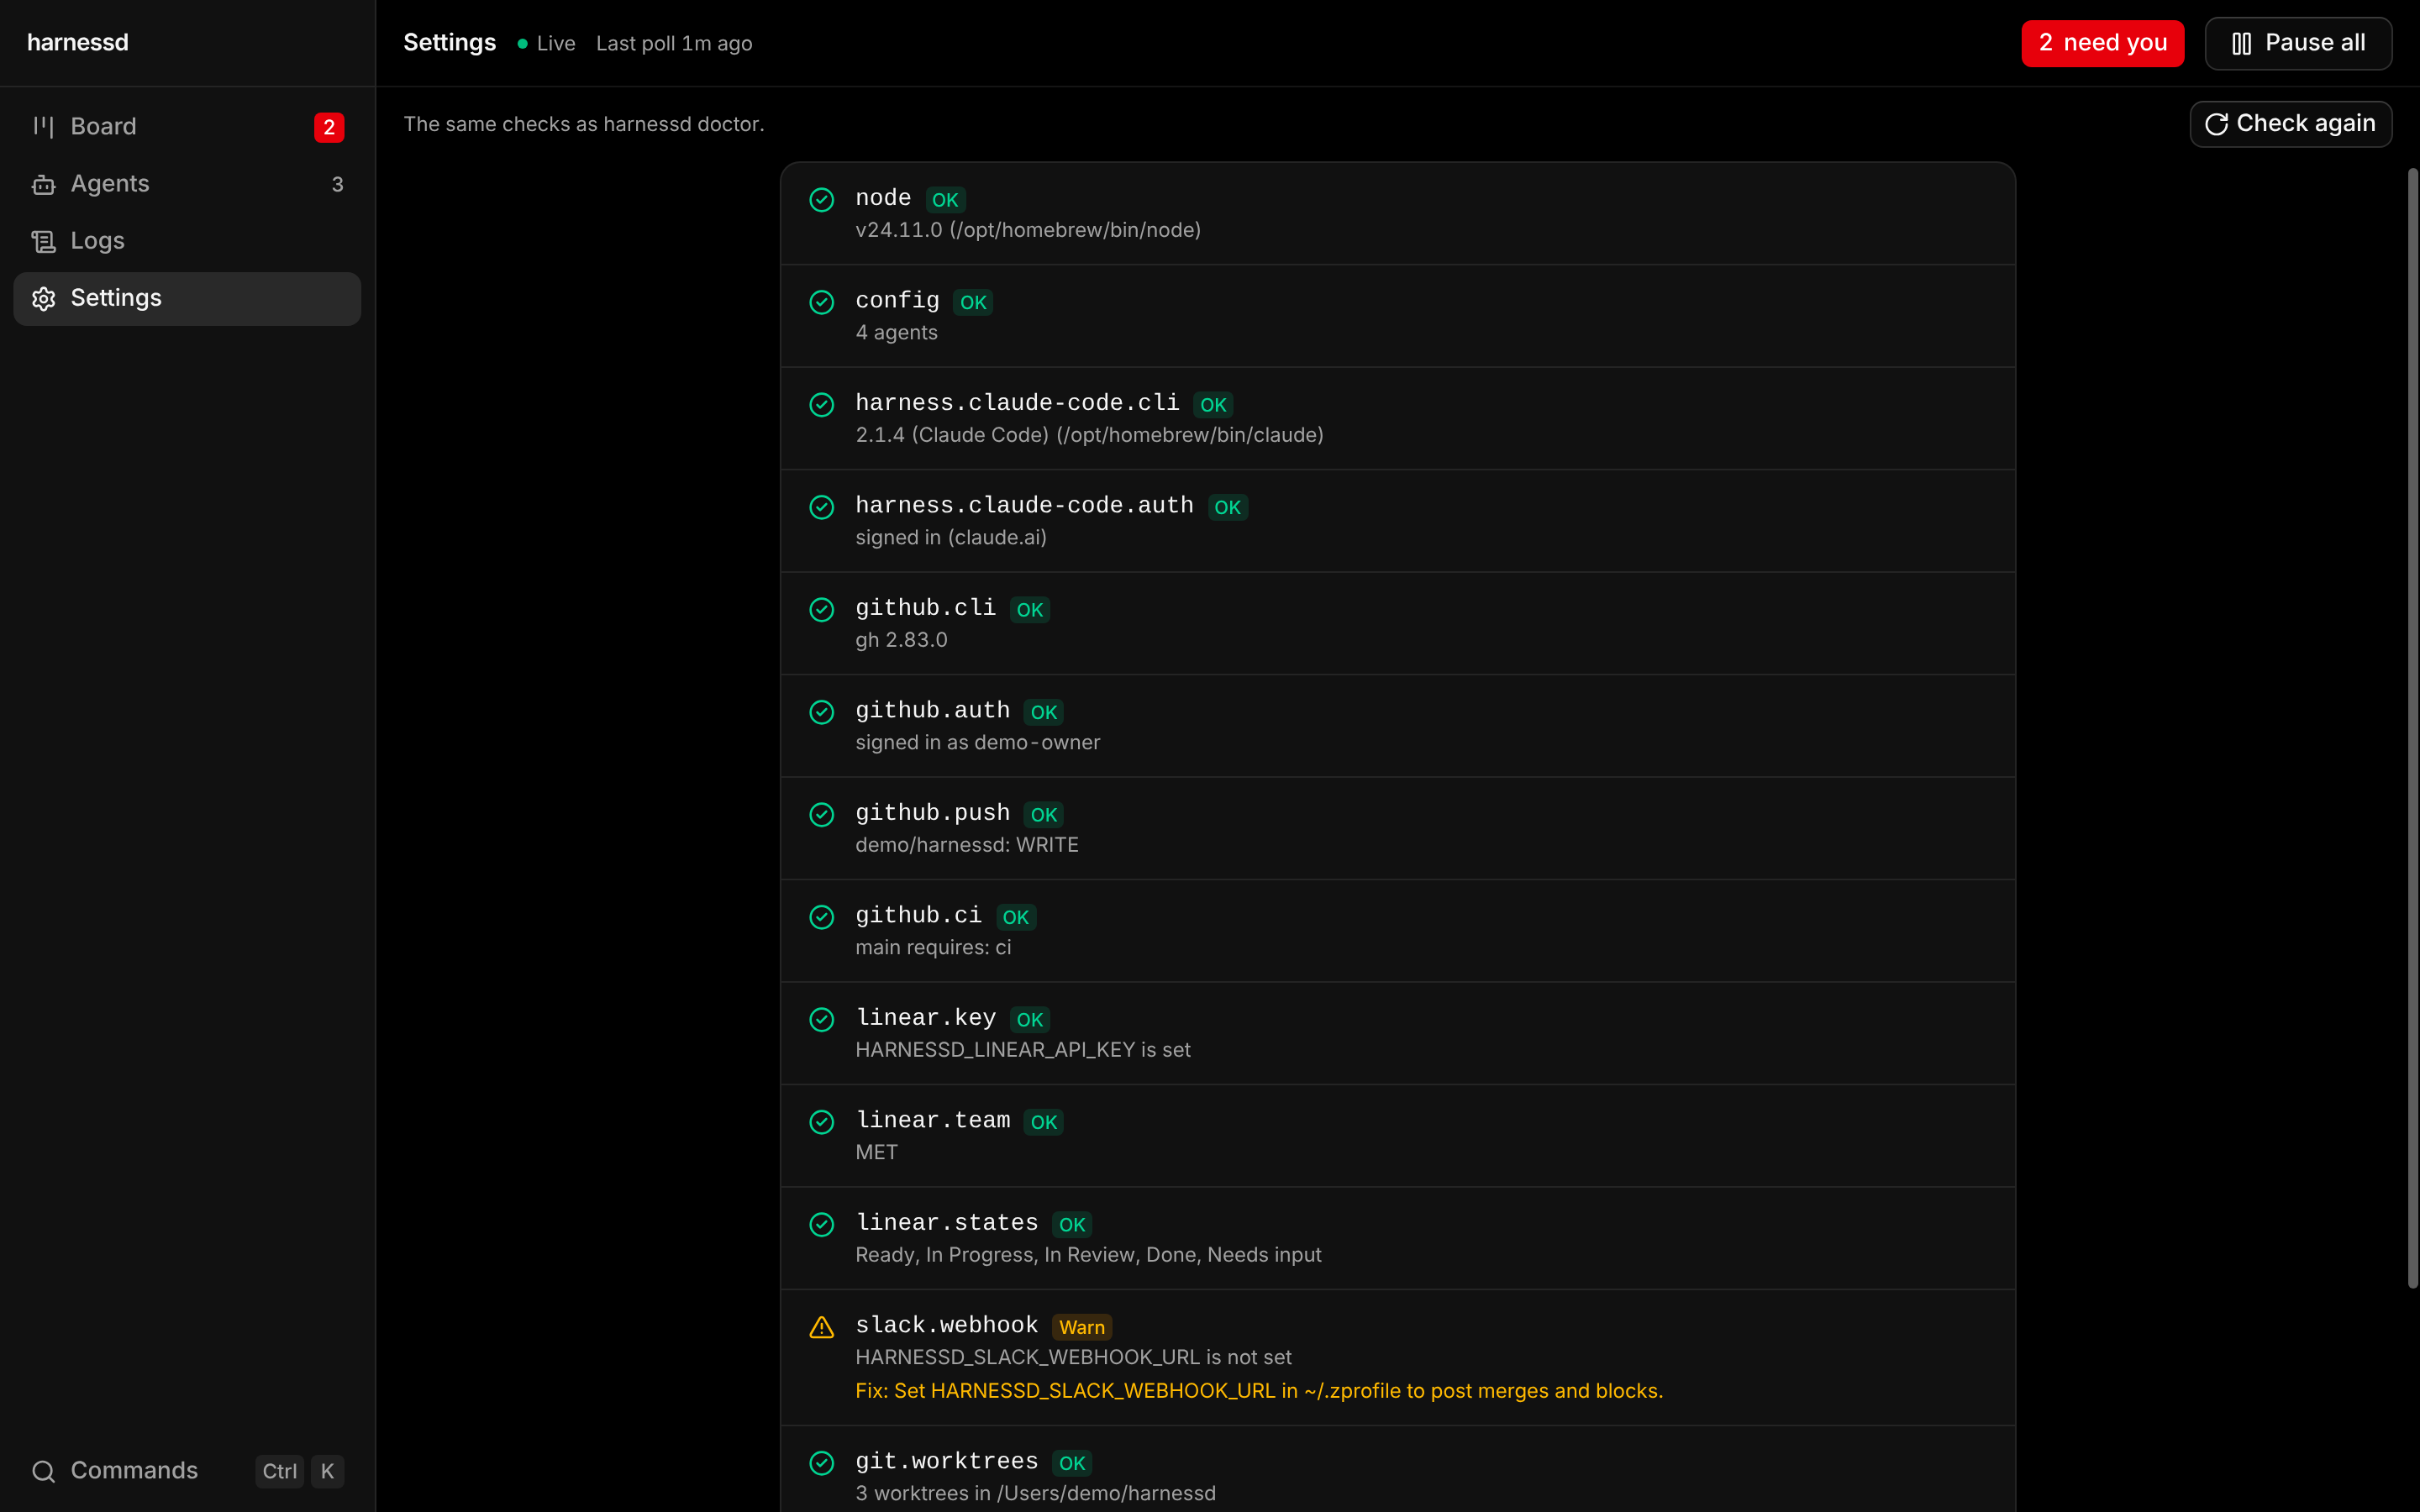 harnessd
Settings
Live
Last poll 1m ago
2 need you
Pause all
Board
2
Agents
3
Logs
Settings
The same checks as harnessd doctor.
Check again
node OK
v24.11.0 (/opt/homebrew/bin/node)
config OK
4 agents
harness.claude-code.cli OK
2.1.4 (Claude Code) (/opt/homebrew/bin/claude)
harness.claude-code.auth OK
signed in (claude.ai)
github.cli OK
gh 2.83.0
github.auth OK
signed in as demo-owner
github.push OK
demo/harnessd: WRITE
github.ci OK
main requires: ci
linear.key OK
HARNESSD_LINEAR_API_KEY is set
linear.team OK
MET
linear.states OK
Ready, In Progress, In Review, Done, Needs input
slack.webhook Warn
HARNESSD_SLACK_WEBHOOK_URL is not set
Fix: Set HARNESSD_SLACK_WEBHOOK_URL in ~/.zprofile to post merges and blocks.
git.worktrees OK
3 worktrees in /Users/demo/harnessd
Commands
Ctrl K